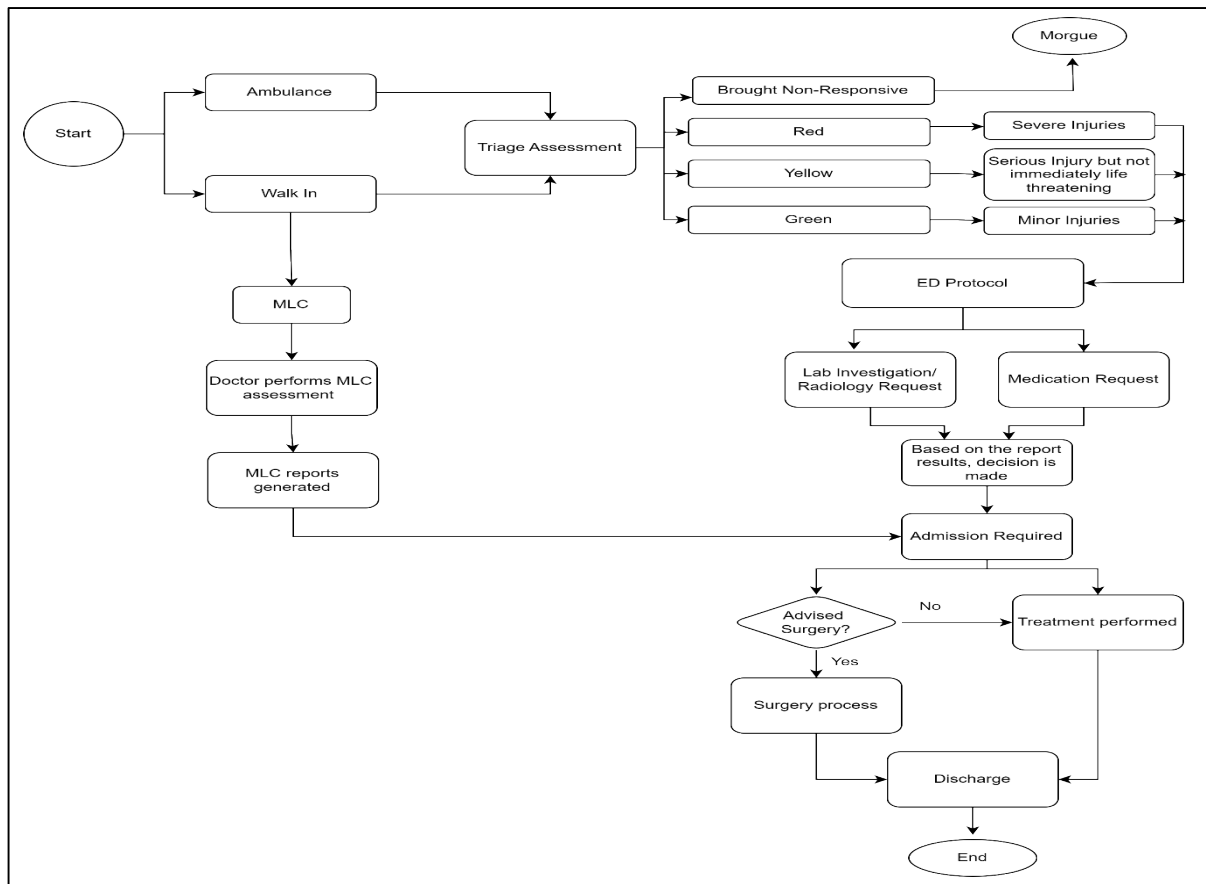 Morgue
Ambulance
Brought Non-Responsive
Start
Triage Assessment
Red
Severe Injuries
Yellow
Serious Injury but not
immediately life
threatening
Walk In
Green
Minor Injuries
ED Protocol
MLC
Lab Investigation/
Radiology Request
Medication Request
Doctor performs MLC
assessment
Based on the report
results, decision is
made
MLC reports
generated
Admission Required
Advised
Surgery?
No
Treatment performed
Yes
Surgery process
Discharge
End